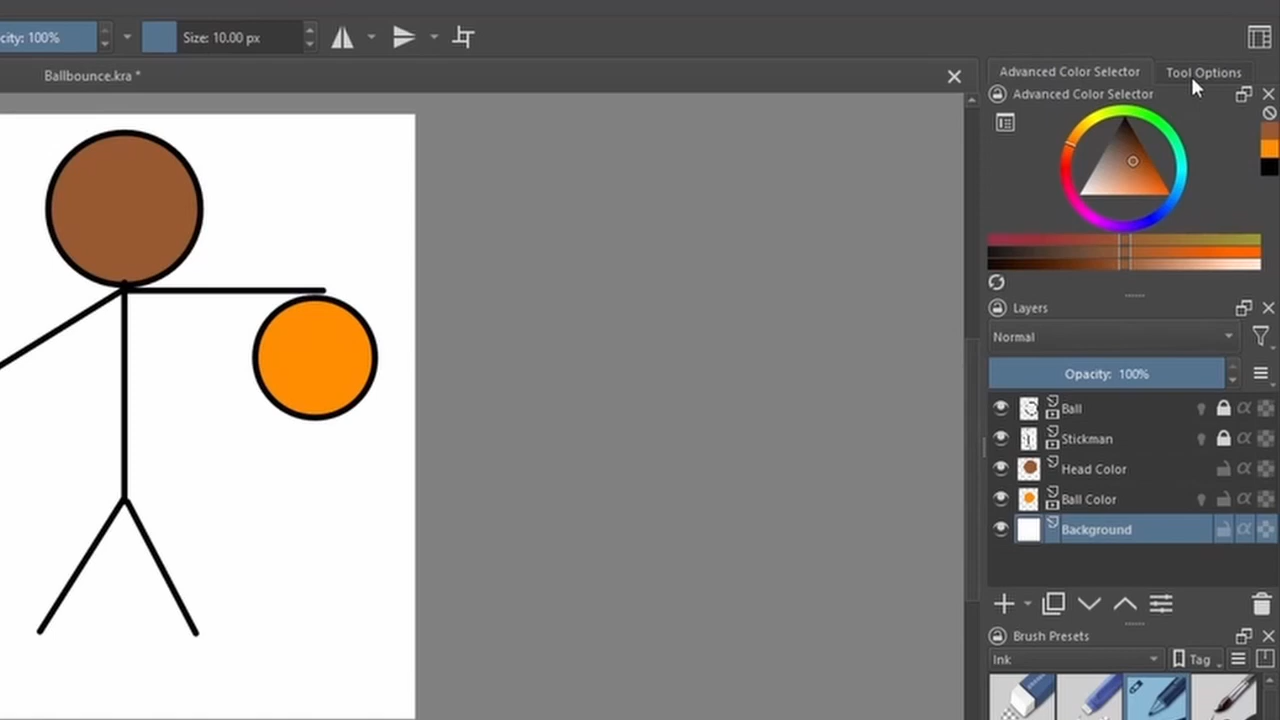 city: 100%
Size: 10.00 px
Ballbounce.kra *
Advanced Color Selector
Tool Options
Advanced Color Selector
Layers
Normal
Opacity: 100%
Ball
Stickman
Head Color
Ball Color
Background
Brush Presets
Ink
Tag